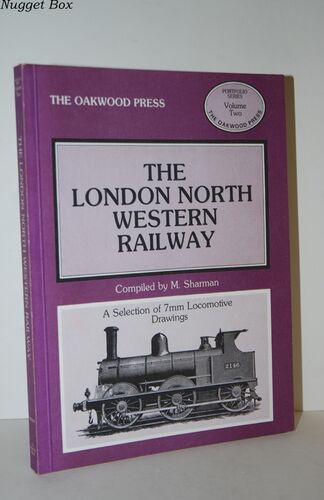 Nugget Box
THE OAKWOOD PRESS
PORTFOLIO
SERIES
Volume
Two
THE OAKWOOD PRESS
THE
LONDON NORTH
WESTERN
RAILWAY
Compiled by M. Sharman
A Selection of 7mm Locomotive
Drawings
2146
THE LONDON NORTH WESTERN RAILWAY